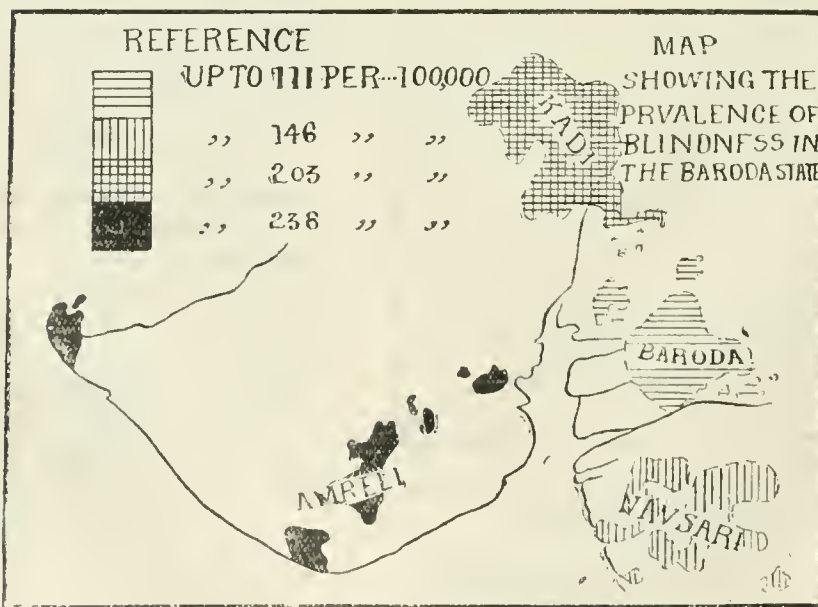 REFERENCE
UP TO 111 PER 100,000
,, 146 ,, ,,
,, 203 ,, ,,
,, 238 ,, ,,
MAP
SHOWING THE
PRVALENCE OF
BLINDNESS IN
THE BARODA STATE
KADI
BARODA
AMRELI
NAVSARI